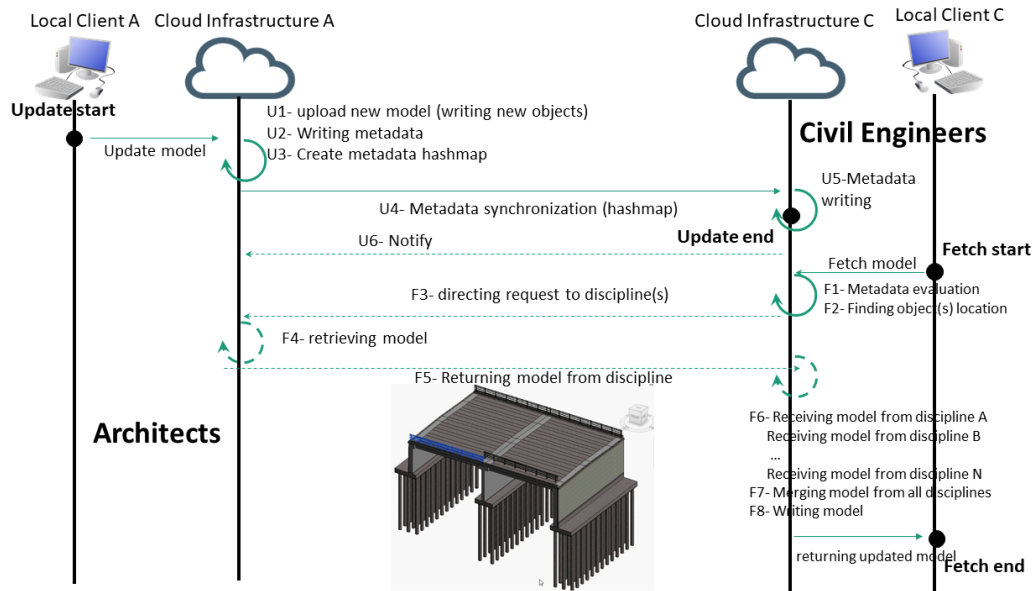 Local Client A
Cloud Infrastructure A
Cloud Infrastructure C
Local Client C
Update start
Update model
U1- upload new model (writing new objects)
U2- Writing metadata
U3- Create metadata hashmap
Civil Engineers
U5-Metadata
writing
U4- Metadata synchronization (hashmap)
Update end
U6- Notify
Fetch start
Fetch model
F1- Metadata evaluation
F2- Finding object(s) location
F3- directing request to discipline(s)
F4- retrieving model
F5- Returning model from discipline
Architects
F6- Receiving model from discipline A
Receiving model from discipline B
...
Receiving model from discipline N
F7- Merging model from all disciplines
F8- Writing model
returning updated model
Fetch end